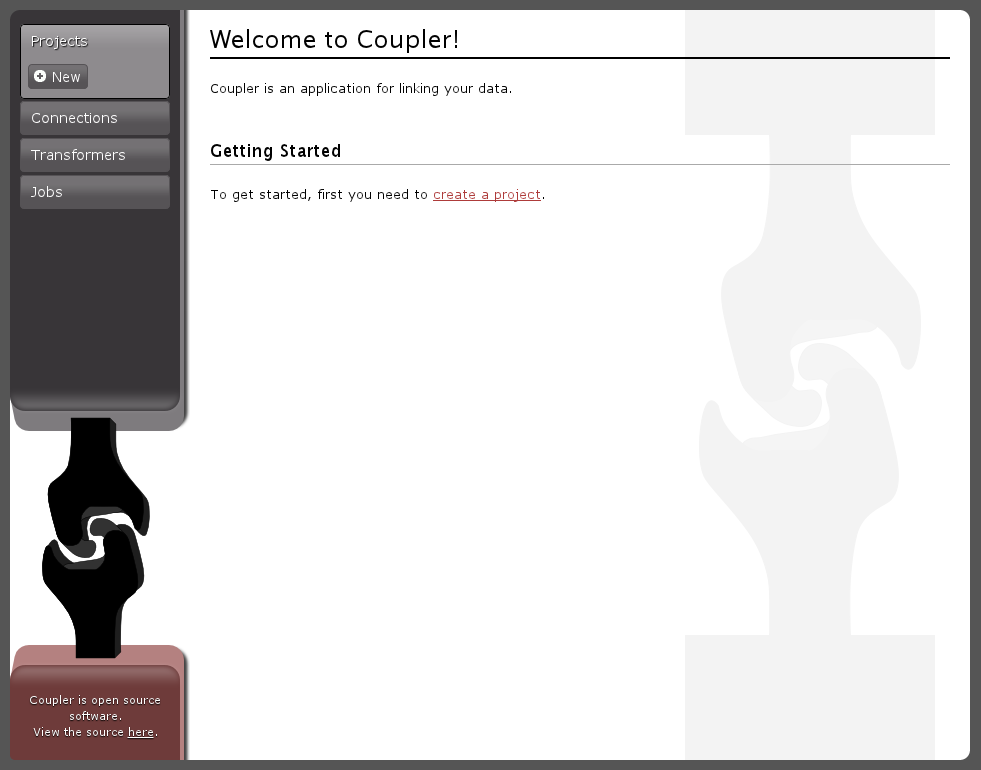 Projects
New
Connections
Transformers
Jobs
Welcome to Coupler!
Coupler is an application for linking your data.
Getting Started
To get started, first you need to create a project.
Coupler is open source
software.
View the source here.